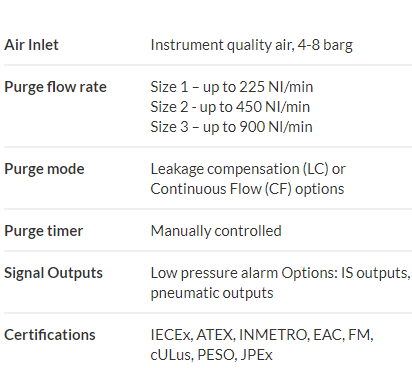 Air Inlet Instrument quality air, 4-8 barg
Purge flow rate Size 1 – up to 225 Nl/min
Size 2 - up to 450 Nl/min
Size 3 – up to 900 Nl/min
Purge mode Leakage compensation (LC) or
Continuous Flow (CF) options
Purge timer Manually controlled
Signal Outputs Low pressure alarm Options: IS outputs,
pneumatic outputs
Certifications IECEx, ATEX, INMETRO, EAC, FM,
cULus, PESO, JPEx